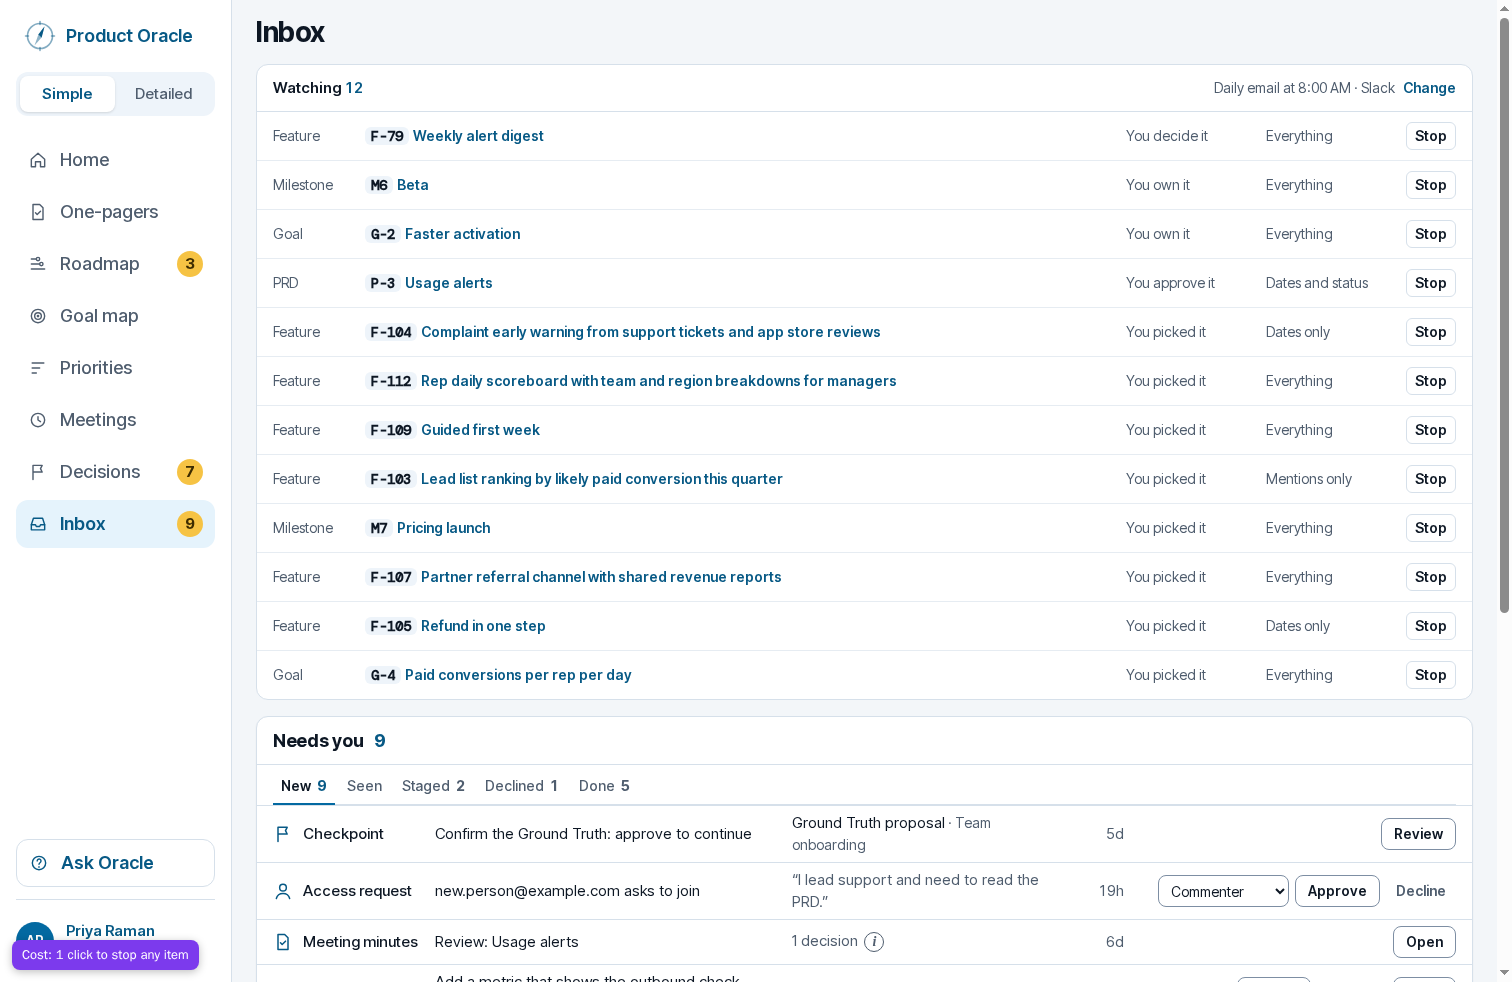 Product Oracle
Simple Detailed
Home
One-pagers
Roadmap 3
Goal map
Priorities
Meetings
Decisions 7
Inbox 9
Ask Oracle
Priya Raman
Cost: 1 click to stop any item
Inbox
Watching 12 Daily email at 8:00 AM · Slack Change
Feature F-79 Weekly alert digest You decide it Everything Stop
Milestone M6 Beta You own it Everything Stop
Goal G-2 Faster activation You own it Everything Stop
PRD P-3 Usage alerts You approve it Dates and status Stop
Feature F-104 Complaint early warning from support tickets and app store reviews You picked it Dates only Stop
Feature F-112 Rep daily scoreboard with team and region breakdowns for managers You picked it Everything Stop
Feature F-109 Guided first week You picked it Everything Stop
Feature F-103 Lead list ranking by likely paid conversion this quarter You picked it Mentions only Stop
Milestone M7 Pricing launch You picked it Everything Stop
Feature F-107 Partner referral channel with shared revenue reports You picked it Everything Stop
Feature F-105 Refund in one step You picked it Dates only Stop
Goal G-4 Paid conversions per rep per day You picked it Everything Stop
Needs you 9
New 9 Seen Staged 2 Declined 1 Done 5
Checkpoint Confirm the Ground Truth: approve to continue Ground Truth proposal · Team onboarding 5d Review
Access request new.person@example.com asks to join “I lead support and need to read the PRD.” 19h Commenter Approve Decline
Meeting minutes Review: Usage alerts 1 decision i 6d Open
Add a metric that shows the outbound check